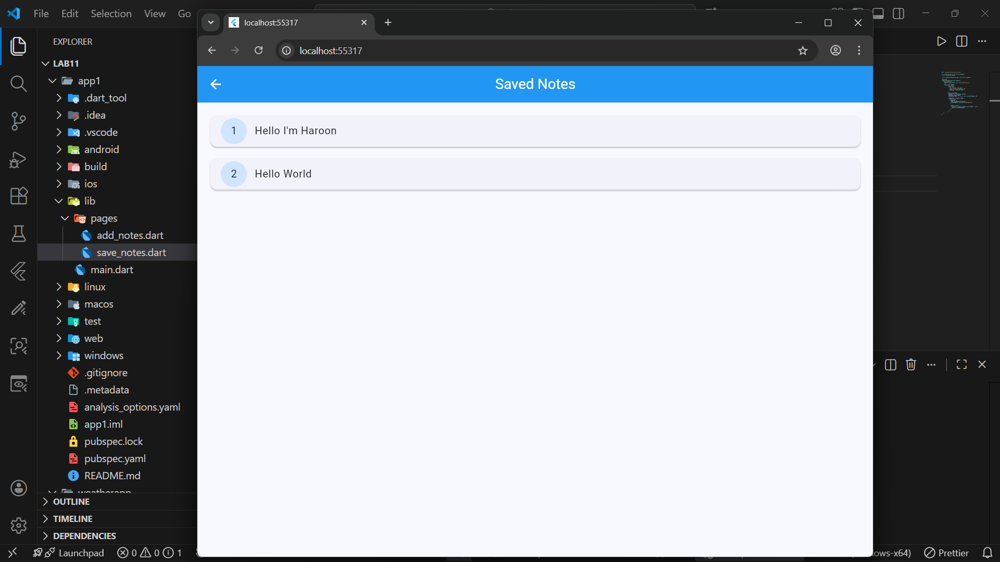 File Edit Selection View Go
localhost:55317
localhost:55317
EXPLORER
LAB11
app1
.dart_tool
.idea
.vscode
android
build
ios
lib
pages
add_notes.dart
save_notes.dart
main.dart
linux
macos
test
web
windows
.gitignore
.metadata
analysis_options.yaml
app1.iml
pubspec.lock
pubspec.yaml
README.md
weatherapp
OUTLINE
TIMELINE
DEPENDENCIES
Saved Notes
1 Hello I'm Haroon
2 Hello World
Launchpad 0 0 1
ows-x64) Prettier